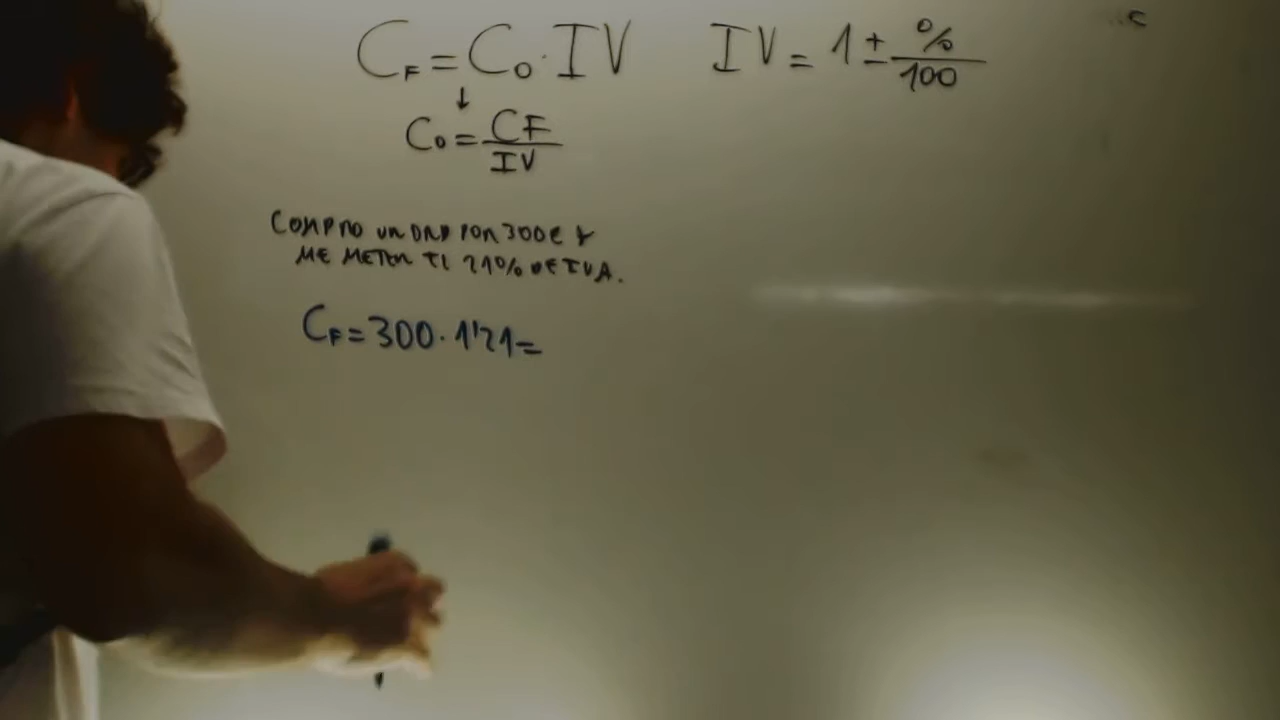 CF = C0 · IV IV = 1 ± %/100
↓
C0 = CF/IV
COMPRO UN DRD POR 300€ Y
ME METEN EL 21% DE IVA.
CF = 300 · 1'21 =